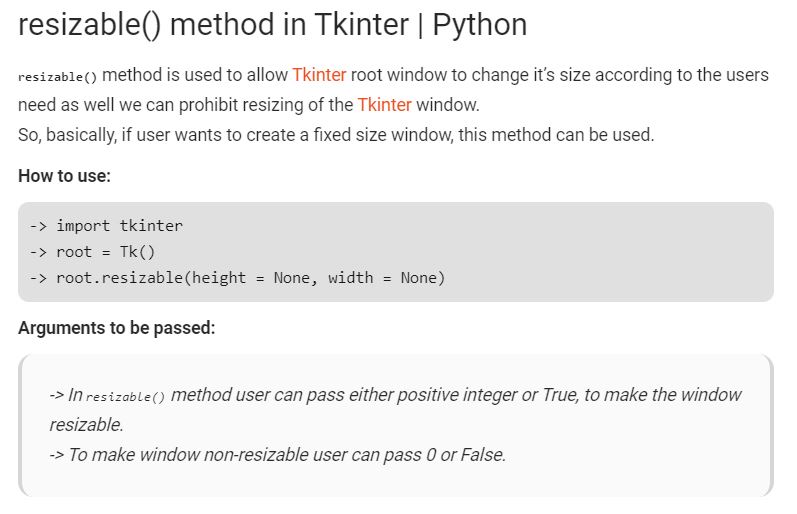 resizable() method in Tkinter | Python
resizable() method is used to allow Tkinter root window to change it’s size according to the users
need as well we can prohibit resizing of the Tkinter window.
So, basically, if user wants to create a fixed size window, this method can be used.
How to use:
-> import tkinter
-> root = Tk()
-> root.resizable(height = None, width = None)
Arguments to be passed:
-> In resizable() method user can pass either positive integer or True, to make the window
resizable.
-> To make window non-resizable user can pass 0 or False.